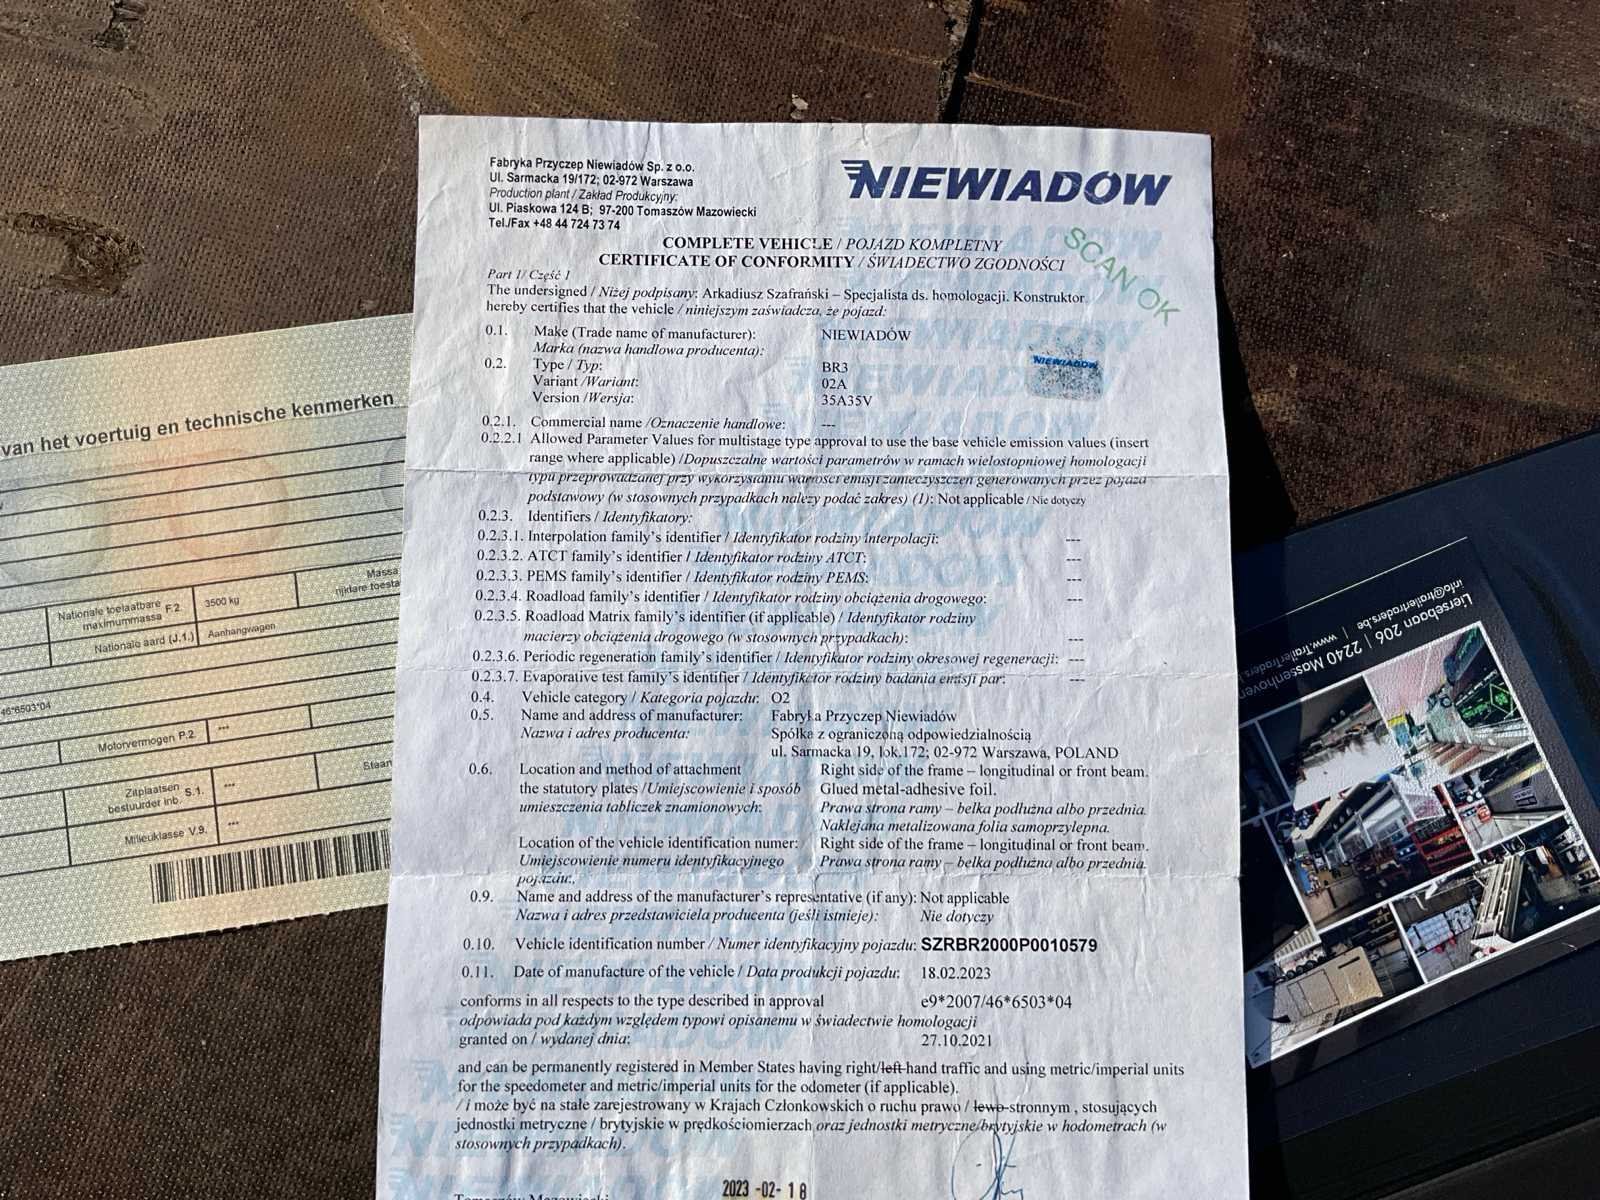 Fabryka Przyczep Niewiadów Sp. z o.o.
Ul. Sarmacka 19/172; 02-972 Warszawa
Production plant / Zakład Produkcyjny:
Ul. Piaskowa 124 B; 97-200 Tomaszów Mazowiecki
Tel./Fax +48 44 724 73 74
NIEWIADÓW
COMPLETE VEHICLE / POJAZD KOMPLETNY
CERTIFICATE OF CONFORMITY / ŚWIADECTWO ZGODNOŚCI
SCAN OK
Part 1/ Część 1
The undersigned / Niżej podpisany: Arkadiusz Szafrański – Specjalista ds. homologacji. Konstruktor
hereby certifies that the vehicle / niniejszym zaświadcza, że pojazd:
0.1. Make (Trade name of manufacturer): NIEWIADÓW
Marka (nazwa handlowa producenta):
0.2. Type / Typ: BR3
Variant /Wariant: 02A
Version /Wersja: 35A35V
NIEWIADÓW
0.2.1. Commercial name /Oznaczenie handlowe: ---
0.2.2.1 Allowed Parameter Values for multistage type approval to use the base vehicle emission values (insert
range where applicable) /Dopuszczalne wartości parametrów w ramach wielostopniowej homologacji
typu przeprowadzanej przy wykorzystaniu wartości emisji zanieczyszczeń generowanych przez pojazd
podstawowy (w stosownych przypadkach należy podać zakres) (1): Not applicable / Nie dotyczy
0.2.3. Identifiers / Identyfikatory:
0.2.3.1. Interpolation family's identifier / Identyfikator rodziny interpolacji: ---
0.2.3.2. ATCT family's identifier / Identyfikator rodziny ATCT: ---
0.2.3.3. PEMS family's identifier / Identyfikator rodziny PEMS: ---
0.2.3.4. Roadload family's identifier / Identyfikator rodziny obciążenia drogowego: ---
0.2.3.5. Roadload Matrix family's identifier (if applicable) / Identyfikator rodziny
macierzy obciążenia drogowego (w stosownych przypadkach): ---
0.2.3.6. Periodic regeneration family's identifier / Identyfikator rodziny okresowej regeneracji: ---
0.2.3.7. Evaporative test family's identifier / Identyfikator rodziny badania emisji par: ---
0.4. Vehicle category / Kategoria pojazdu: O2
0.5. Name and address of manufacturer: Fabryka Przyczep Niewiadów
Nazwa i adres producenta: Spółka z ograniczoną odpowiedzialnością
ul. Sarmacka 19, lok.172; 02-972 Warszawa, POLAND
0.6. Location and method of attachment Right side of the frame – longitudinal or front beam.
the statutory plates /Umiejscowienie i sposób Glued metal-adhesive foil.
umieszczenia tabliczek znamionowych: Prawa strona ramy – belka podłużna albo przednia.
Naklejana metalizowana folia samoprzylepna.
Location of the vehicle identification numer: Right side of the frame – longitudinal or front beam.
Umiejscowienie numeru identyfikacyjnego Prawa strona ramy – belka podłużna albo przednia.
pojazdu:,
0.9. Name and address of the manufacturer's representative (if any): Not applicable
Nazwa i adres przedstawiciela producenta (jeśli istnieje): Nie dotyczy
0.10. Vehicle identification number / Numer identyfikacyjny pojazdu: SZRBR2000P0010579
0.11. Date of manufacture of the vehicle / Data produkcji pojazdu: 18.02.2023
conforms in all respects to the type described in approval e9*2007/46*6503*04
odpowiada pod każdym względem typowi opisanemu w świadectwie homologacji
granted on / wydanej dnia: 27.10.2021
and can be permanently registered in Member States having right/left hand traffic and using metric/imperial units
for the speedometer and metric/imperial units for the odometer (if applicable).
/ i może być na stałe zarejestrowany w Krajach Członkowskich o ruchu prawo / lewo-stronnym , stosujących
jednostki metryczne / brytyjskie w prędkościomierzach oraz jednostki metryczne/brytyjskie w hodometrach (w
stosownych przypadkach).
Tomaszów Mazowiecki
2023 -02- 18
van het voertuig en technische kenmerken
Nationale toelaatbare maximummassa F.2. 3500 kg
Massa
rijklare toesta
Nationale aard (J.1.) Aanhangwagen
46*6503*04
Motorvermogen P.2. ***
Zitplaatsen bestuurder inb. S.1. ***
Staan
Milieuklasse V.9. ***
Liersebaan 206 | 2240 Massenhoven
info@trailertraders.be | www.TrailerTraders.